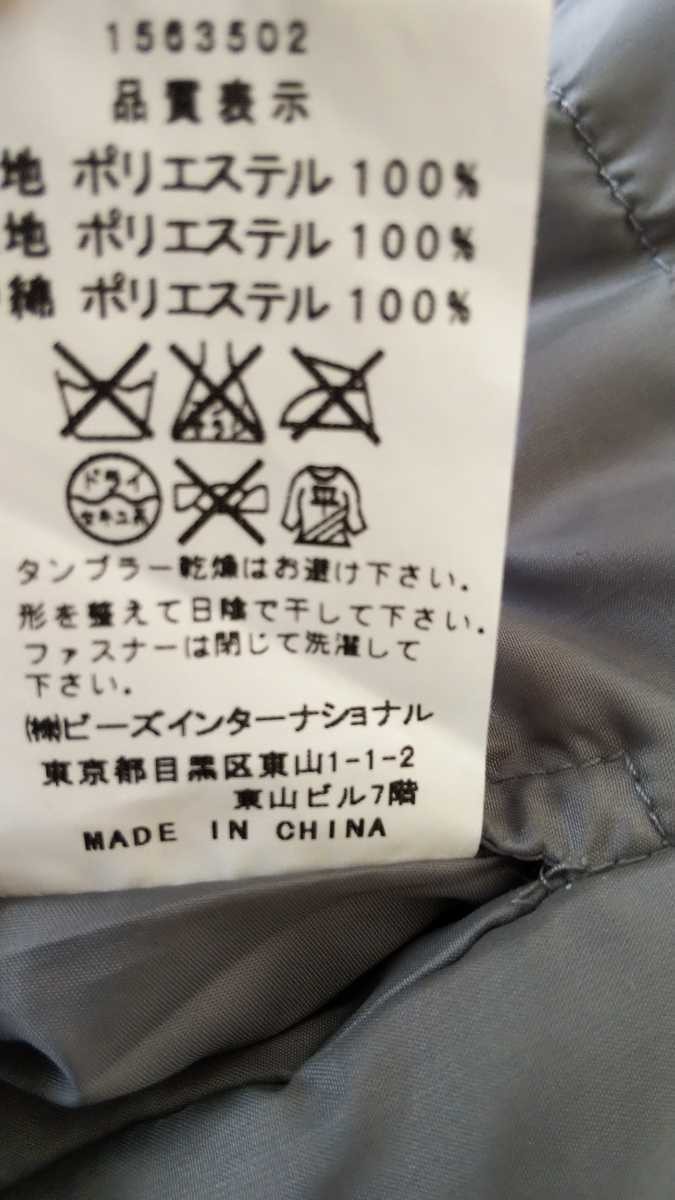 1563502
品質表示
地 ポリエステル 100%
地 ポリエステル 100%
綿 ポリエステル 100%
ドライ
セキユ系
平
タンブラー乾燥はお避け下さい。
形を整えて日陰で干して下さい。
ファスナーは閉じて洗濯して
下さい。
㈱ビーズインターナショナル
東京都目黒区東山1-1-2
東山ビル7階
MADE IN CHINA